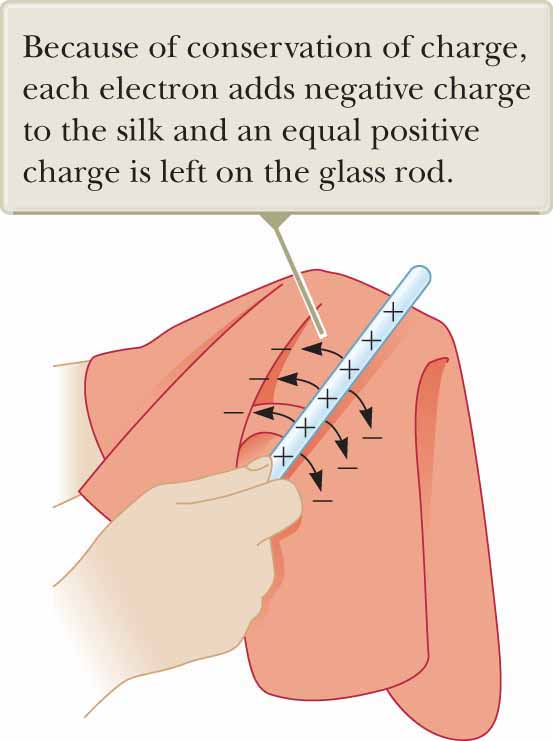 Because of conservation of charge,
each electron adds negative charge
to the silk and an equal positive
charge is left on the glass rod.
+
+
− +
− +
− + −
+ −
−